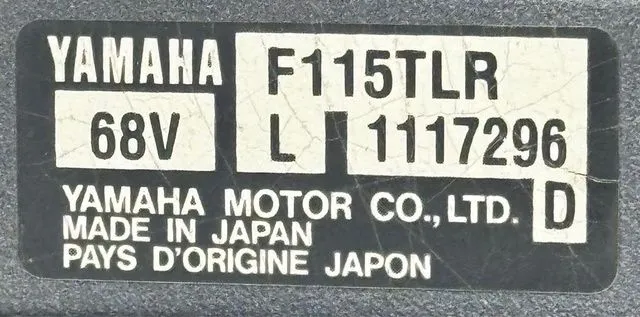 YAMAHA F115TLR
68V L 1117296
YAMAHA MOTOR CO.,LTD. D
MADE IN JAPAN
PAYS D'ORIGINE JAPON